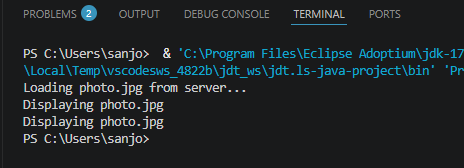 PROBLEMS 2 OUTPUT DEBUG CONSOLE TERMINAL PORTS
PS C:\Users\sanjo>  & 'C:\Program Files\Eclipse Adoptium\jdk-17
\Local\Temp\vscodesws_4822b\jdt_ws\jdt.ls-java-project\bin' 'Pr
Loading photo.jpg from server...
Displaying photo.jpg
Displaying photo.jpg
PS C:\Users\sanjo>